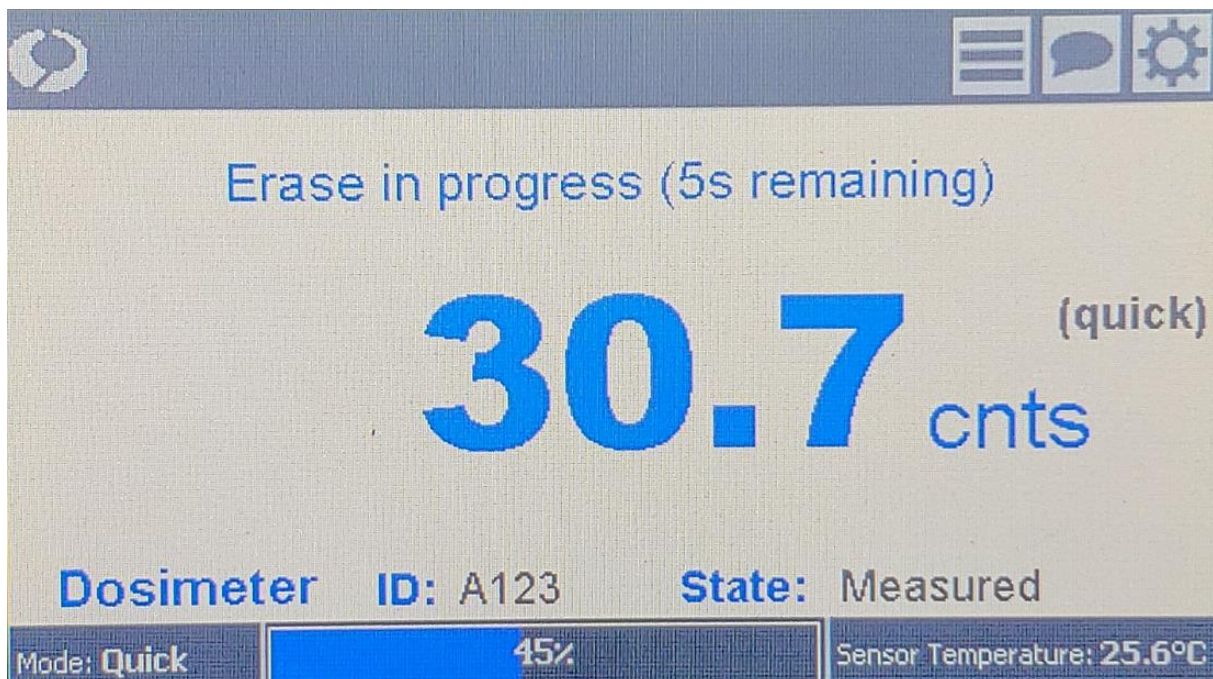 Erase in progress (5s remaining)
(quick)
30.7 cnts
Dosimeter ID: A123 State: Measured
Mode: Quick 45% Sensor Temperature: 25.6°C